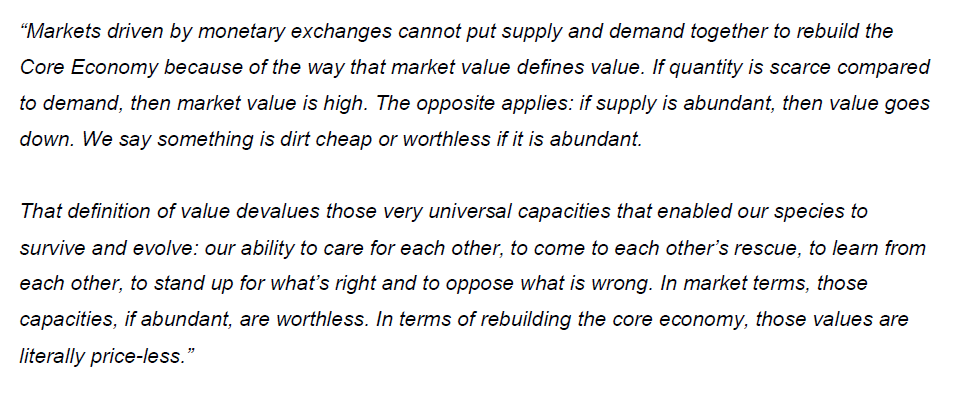 “Markets driven by monetary exchanges cannot put supply and demand together to rebuild the
Core Economy because of the way that market value defines value. If quantity is scarce compared
to demand, then market value is high. The opposite applies: if supply is abundant, then value goes
down. We say something is dirt cheap or worthless if it is abundant.
That definition of value devalues those very universal capacities that enabled our species to
survive and evolve: our ability to care for each other, to come to each other’s rescue, to learn from
each other, to stand up for what’s right and to oppose what is wrong. In market terms, those
capacities, if abundant, are worthless. In terms of rebuilding the core economy, those values are
literally price-less.”